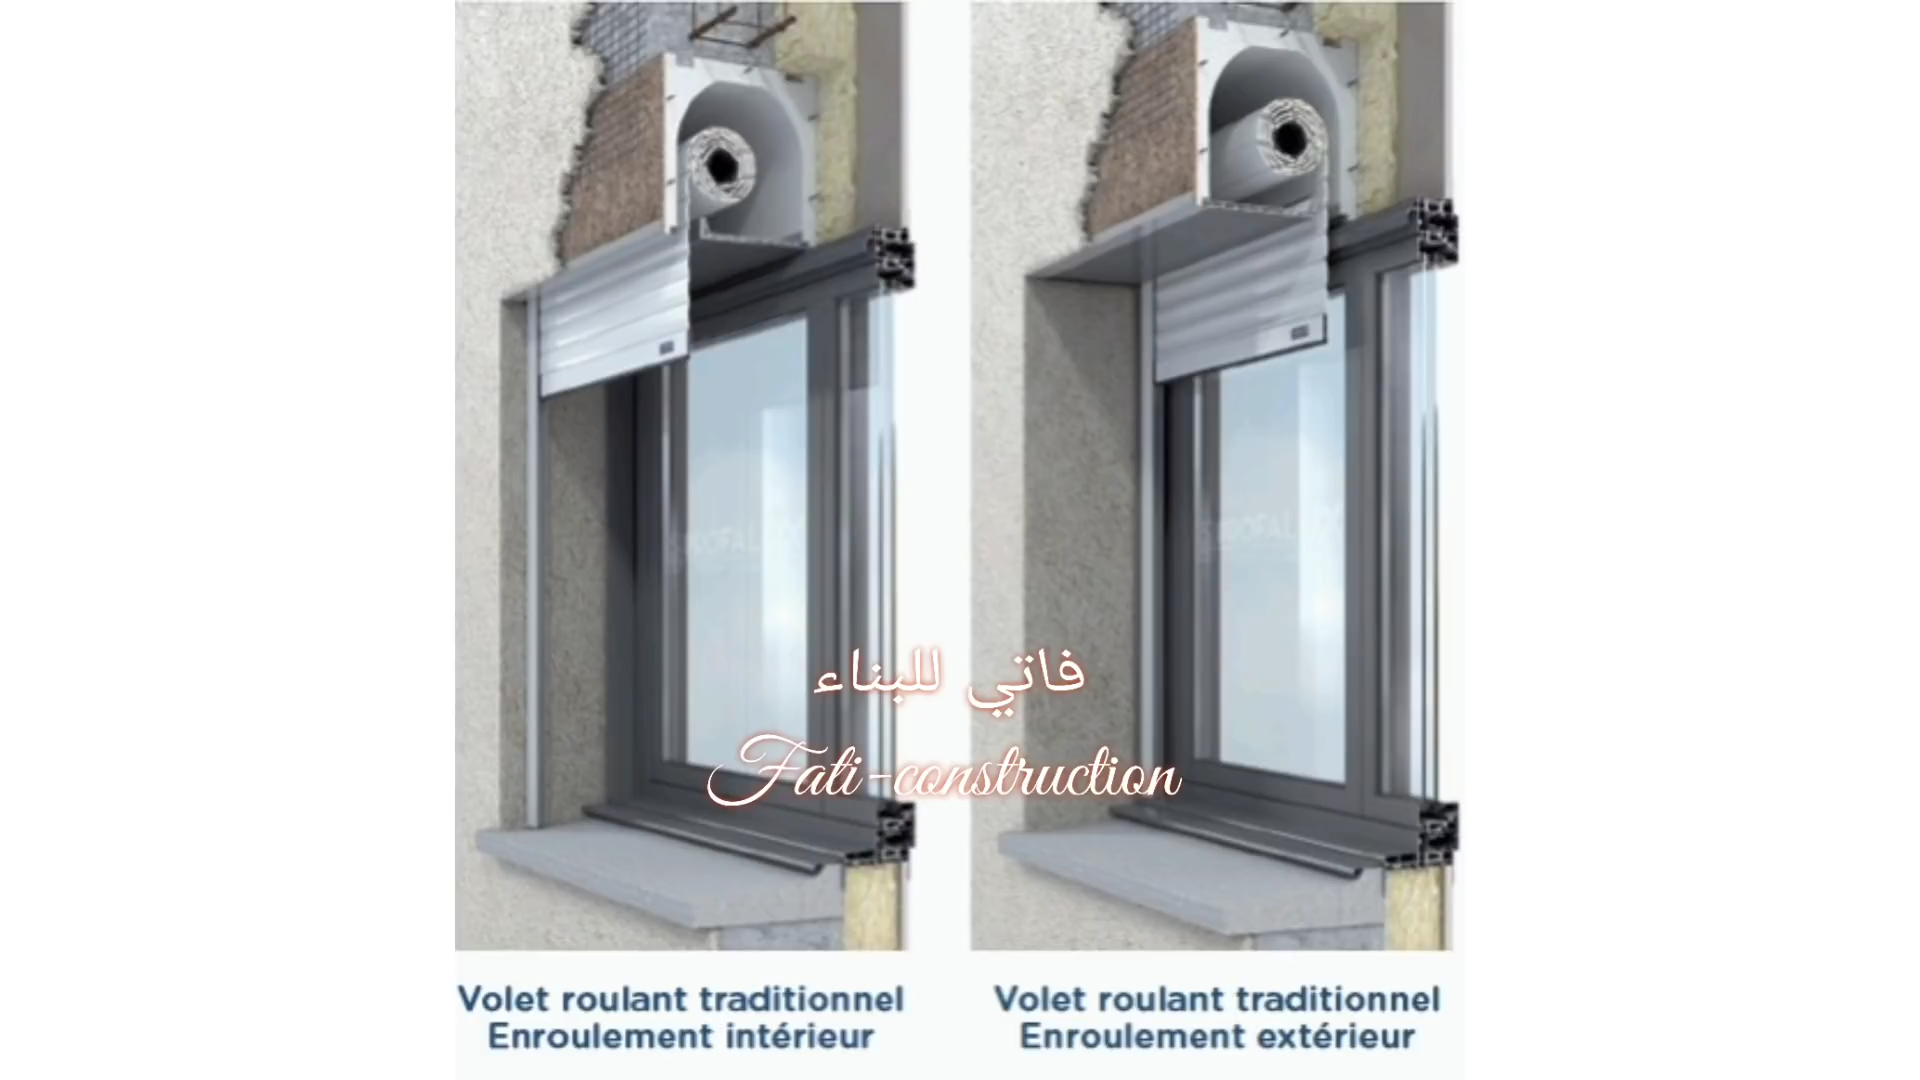 فاتي للبناء
Fati-construction
Volet roulant traditionnel
Enroulement intérieur
Volet roulant traditionnel
Enroulement extérieur